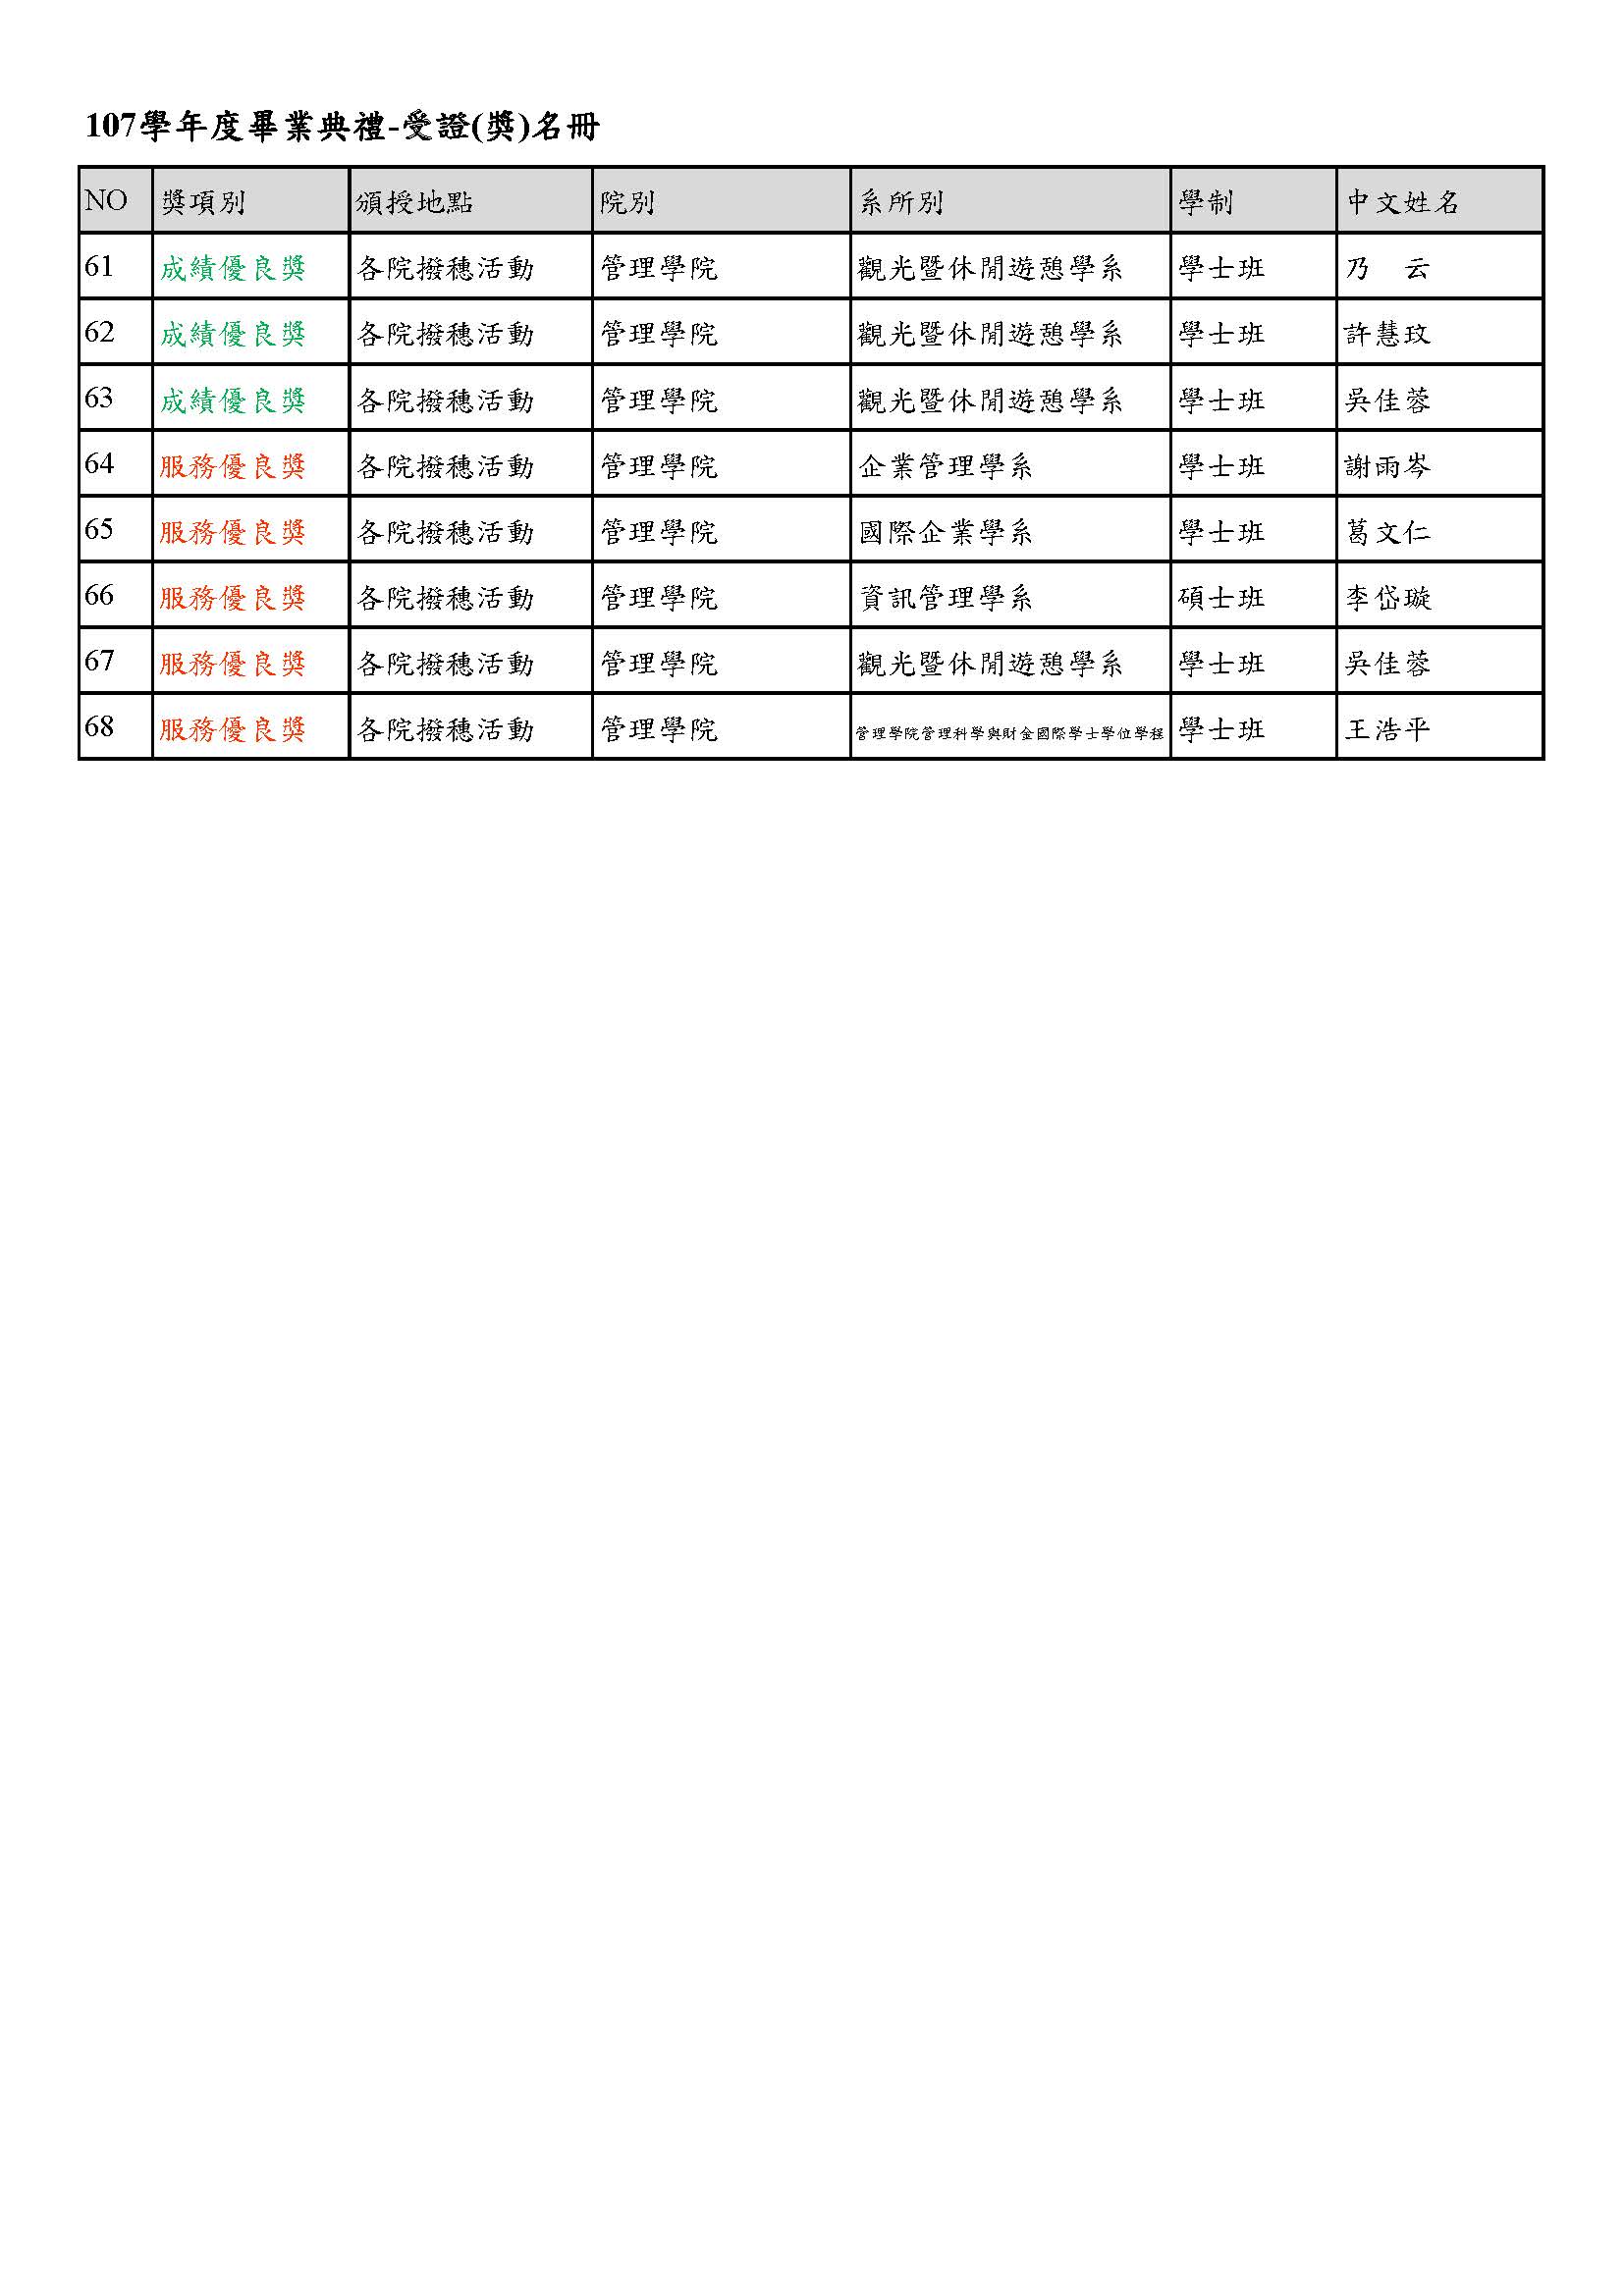 107學年度畢業典禮-受證(獎)名冊
NO 獎項別 頒授地點 院別 系所別 學制 中文姓名
61 成績優良獎 各院撥穗活動 管理學院 觀光暨休閒遊憩學系 學士班 乃　云
62 成績優良獎 各院撥穗活動 管理學院 觀光暨休閒遊憩學系 學士班 許慧玟
63 成績優良獎 各院撥穗活動 管理學院 觀光暨休閒遊憩學系 學士班 吳佳蓉
64 服務優良獎 各院撥穗活動 管理學院 企業管理學系 學士班 謝雨岑
65 服務優良獎 各院撥穗活動 管理學院 國際企業學系 學士班 葛文仁
66 服務優良獎 各院撥穗活動 管理學院 資訊管理學系 碩士班 李岱璇
67 服務優良獎 各院撥穗活動 管理學院 觀光暨休閒遊憩學系 學士班 吳佳蓉
68 服務優良獎 各院撥穗活動 管理學院 管理學院管理科學與財金國際學士學位學程 學士班 王浩平